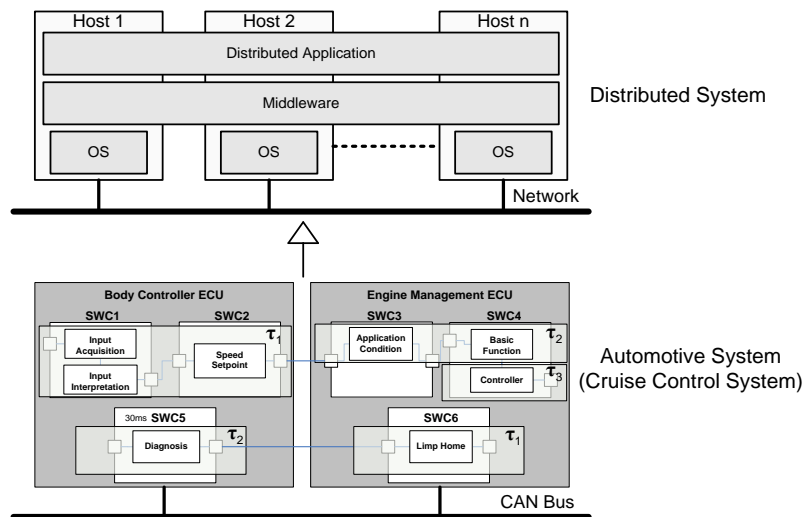 Host 1
Host 2
Host n
Distributed Application
Middleware
Distributed System
OS
OS
OS
Network
Body Controller ECU
Engine Management ECU
SWC1
SWC2
SWC3
SWC4
τ1
τ2
Input
Acquisition
Speed
Setpoint
Application
Condition
Basic
Function
Input
Interpretation
Controller
τ3
Automotive System
(Cruise Control System)
30ms SWC5
SWC6
τ2
τ1
Diagnosis
Limp Home
CAN Bus